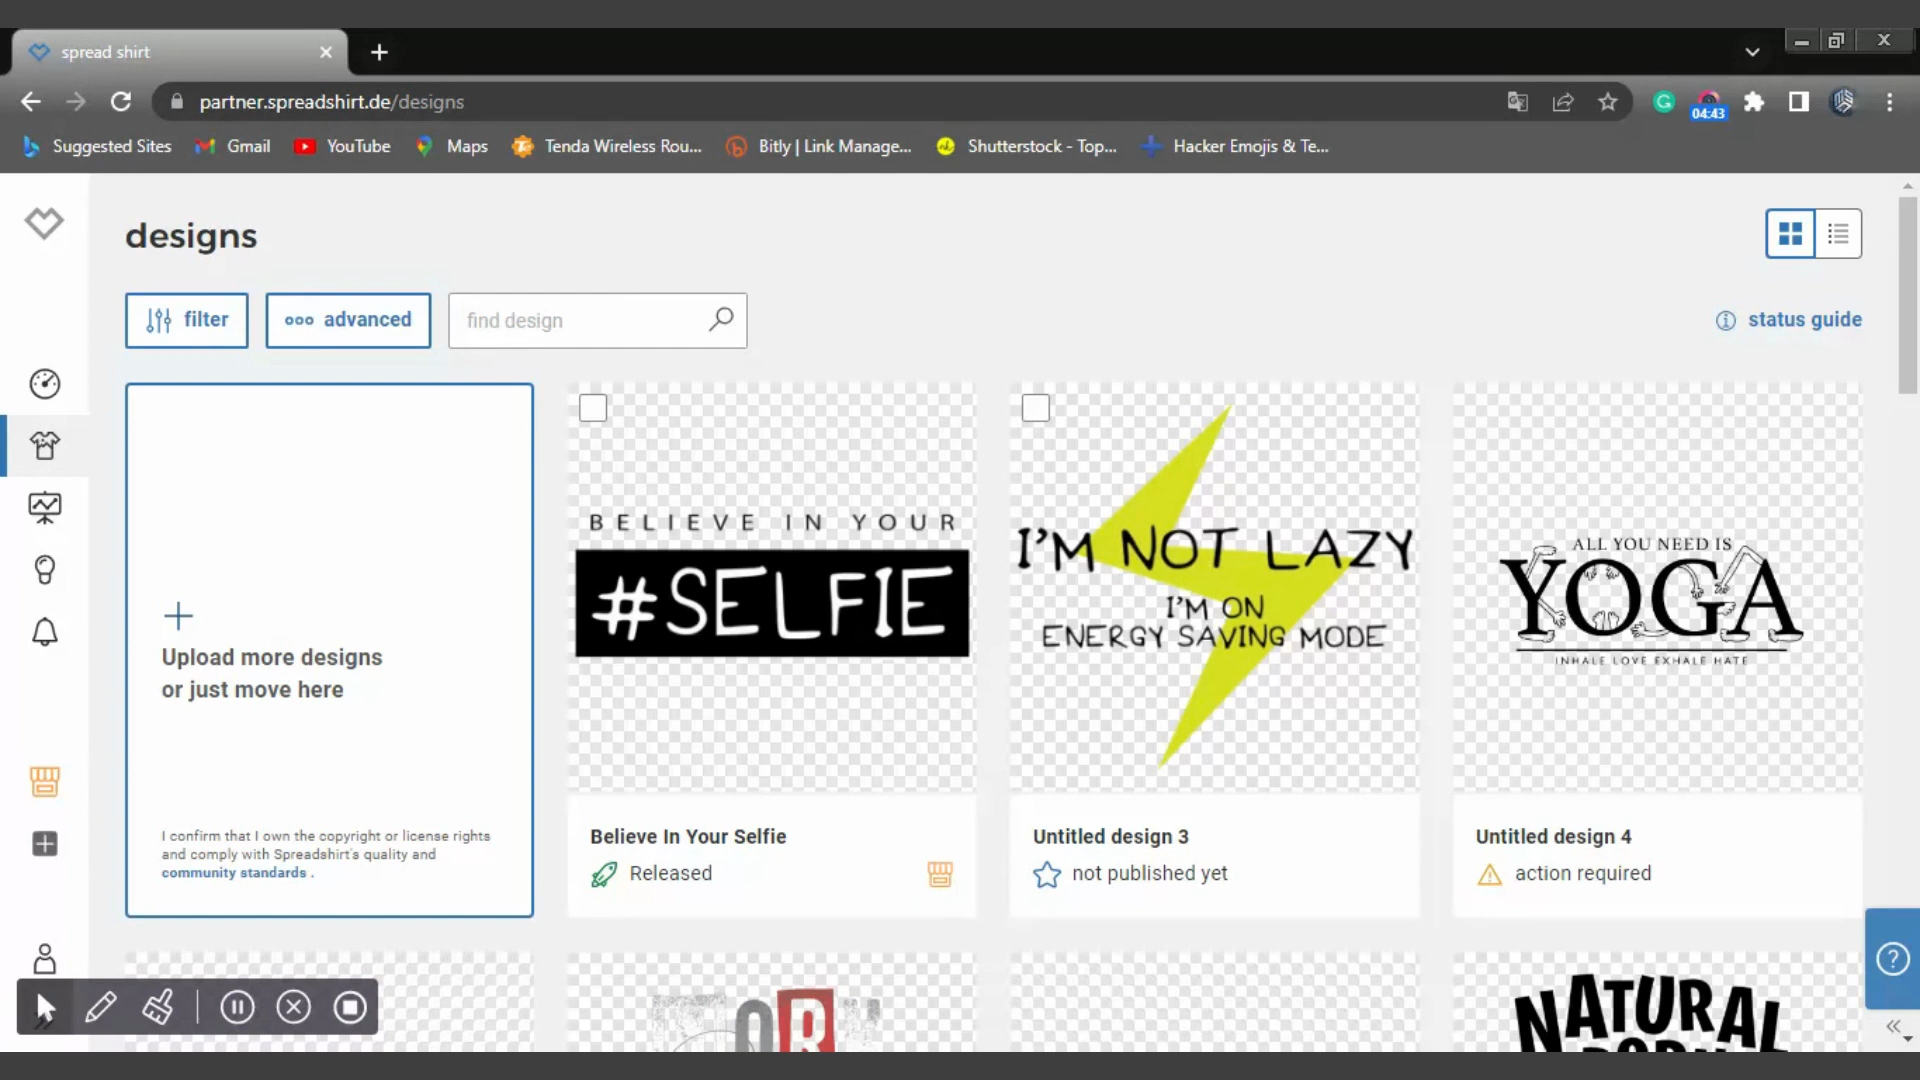 spread shirt
partner.spreadshirt.de/designs
04:43
Suggested Sites
Gmail
YouTube
Maps
Tenda Wireless Rou...
Bitly | Link Manage...
Shutterstock - Top...
Hacker Emojis & Te...
designs
filter
advanced
find design
status guide
Upload more designs
or just move here
I confirm that I own the copyright or license rights
and comply with Spreadshirt's quality and
community standards .
BELIEVE IN YOUR
#SELFIE
Believe In Your Selfie
Released
I'M NOT LAZY
I'M ON
ENERGY SAVING MODE
Untitled design 3
not published yet
ALL YOU NEED IS
YOGA
INHALE LOVE EXHALE HATE
Untitled design 4
action required
NATURAL